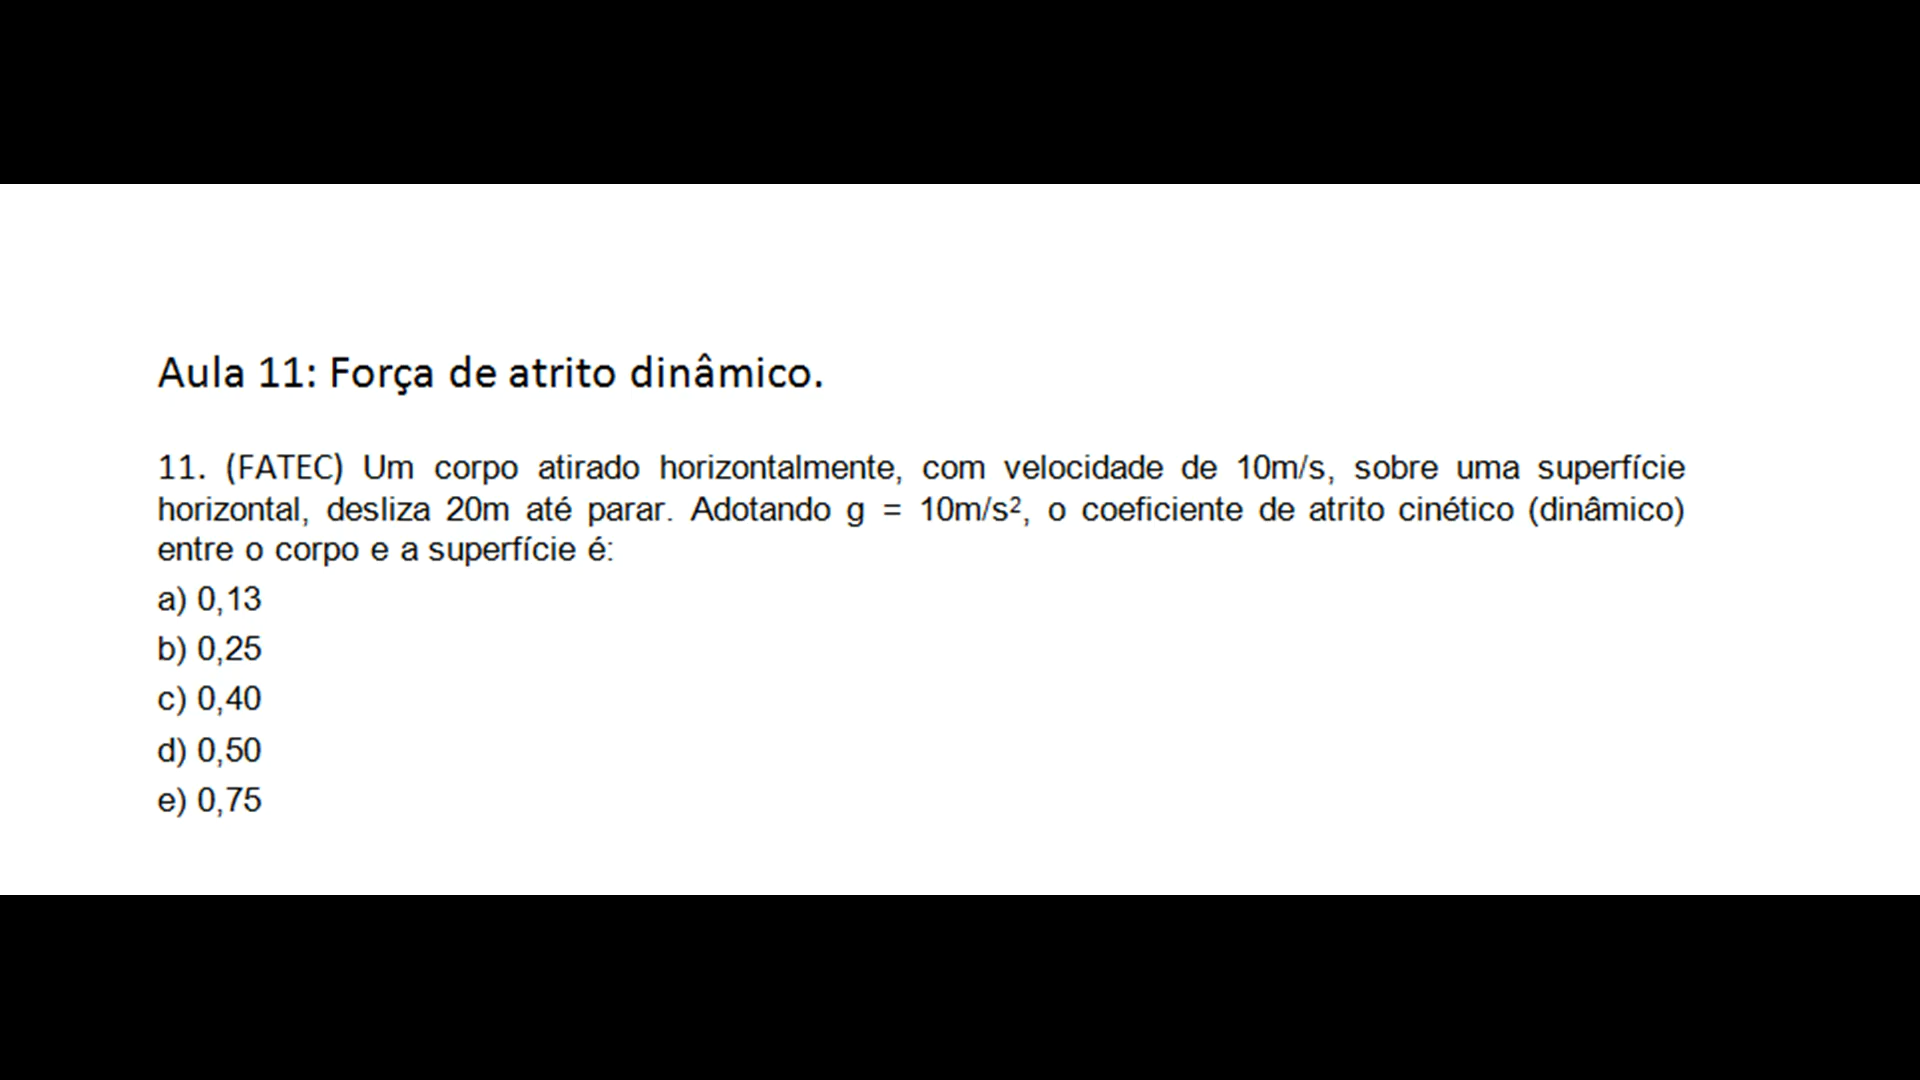 Aula 11: Força de atrito dinâmico.
11. (FATEC) Um corpo atirado horizontalmente, com velocidade de 10m/s, sobre uma superfície
horizontal, desliza 20m até parar. Adotando g = 10m/s², o coeficiente de atrito cinético (dinâmico)
entre o corpo e a superfície é:
a) 0,13
b) 0,25
c) 0,40
d) 0,50
e) 0,75